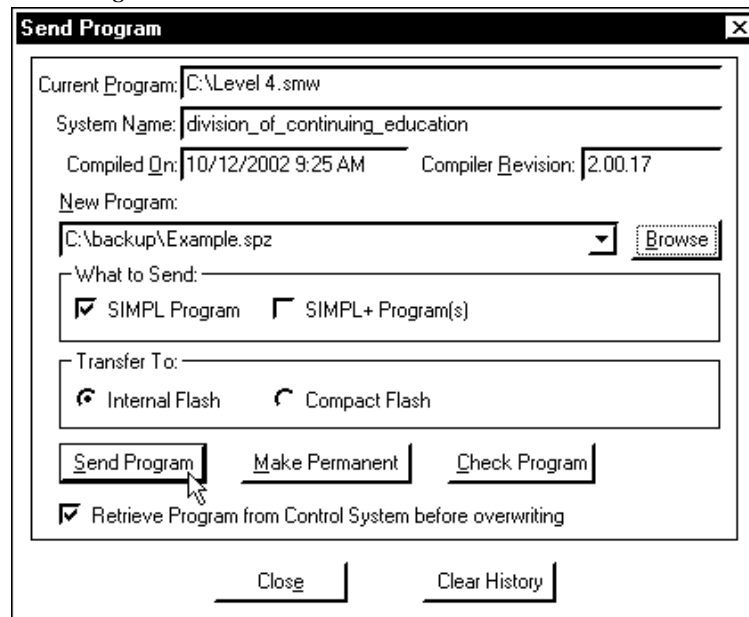 Send Program
Current Program: C:\Level 4.smw
System Name: division_of_continuing_education
Compiled On: 10/12/2002 9:25 AM Compiler Revision: 2.00.17
New Program:
C:\backup\Example.spz Browse
What to Send:
SIMPL Program SIMPL+ Program(s)
Transfer To:
Internal Flash Compact Flash
Send Program Make Permanent Check Program
Retrieve Program from Control System before overwriting
Close Clear History